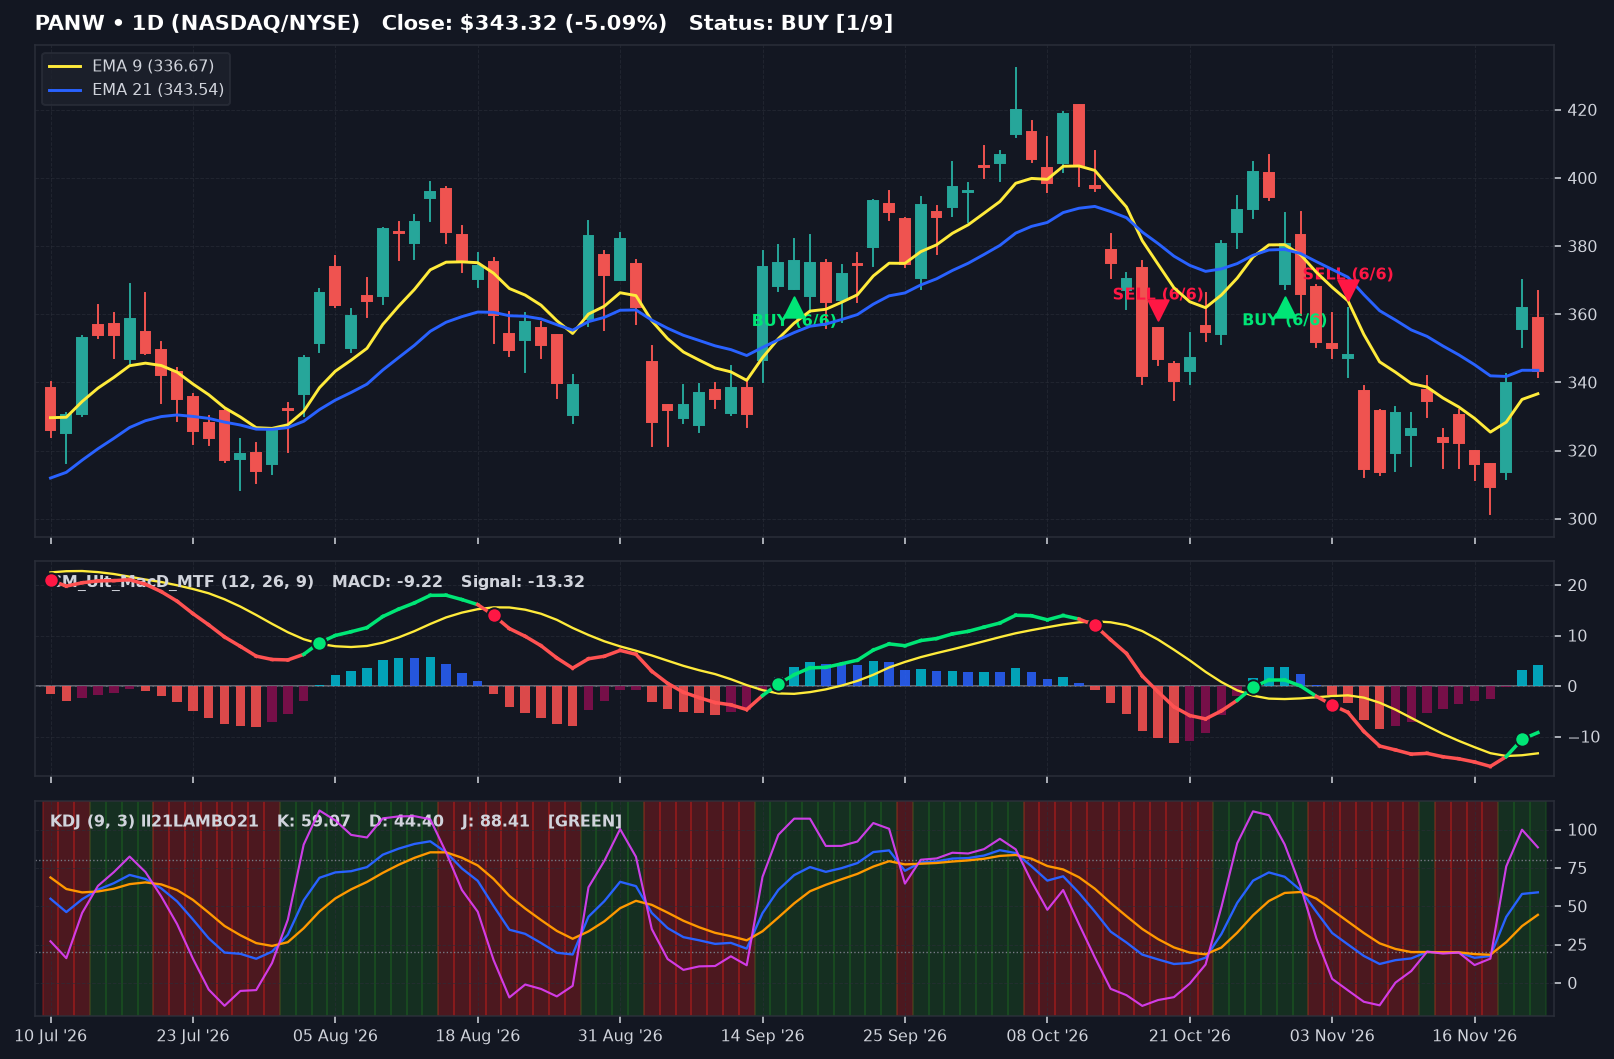 PANW • 1D (NASDAQ/NYSE)   Close: $343.32 (-5.09%)   Status: BUY [1/9]
EMA 9 (336.67)
EMA 21 (343.54)
420
400
380
360
340
320
300
BUY (6/6)
SELL (6/6)
BUY (6/6)
SELL (6/6)
CM_Ult_MacD_MTF (12, 26, 9)   MACD: -9.22   Signal: -13.32
20
10
0
−10
KDJ (9, 3) II21LAMBO21   K: 59.07   D: 44.40   J: 88.41   [GREEN]
100
75
50
25
0
10 Jul '26
23 Jul '26
05 Aug '26
18 Aug '26
31 Aug '26
14 Sep '26
25 Sep '26
08 Oct '26
21 Oct '26
03 Nov '26
16 Nov '26